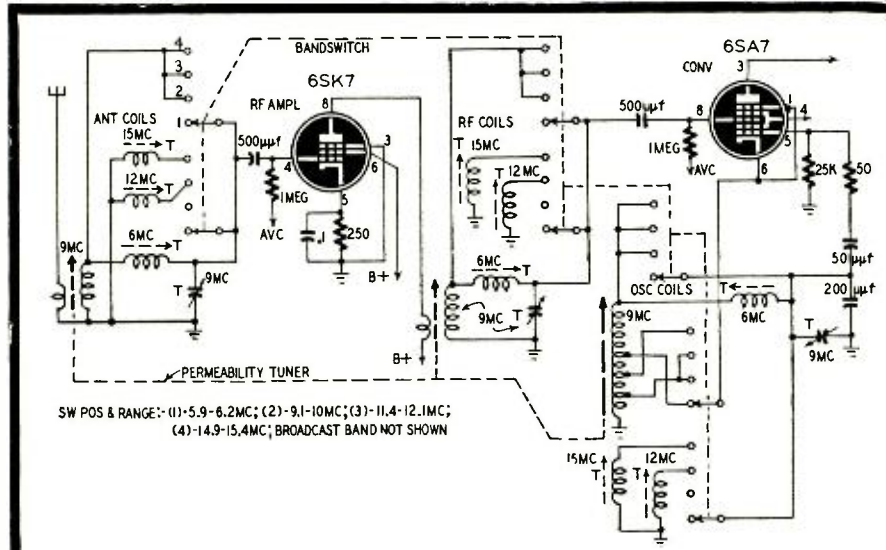 BANDSWITCH
6SK7
RF AMPL
8
3
6
4
5
ANT COILS
15MC
T
12MC
T
6MC
T
9MC
T
9MC
4
3
2
1
500μμf
1MEG
AVC
.1
250
B+
B+
RF COILS
T
15MC
12MC
T
6MC
T
9MC
T
500μμf
1MEG
AVC
6SA7
CONV
3
8
1
4
5
6
25K
50
50μμf
200μμf
OSC COILS
T
6MC
9MC
T
9MC
15MC
T
12MC
T
PERMEABILITY TUNER
SW POS & RANGE:-(1)-5.9-6.2MC; (2)-9.1-10MC; (3)-11.4-12.1MC;
(4)-14.9-15.4MC; BROADCAST BAND NOT SHOWN